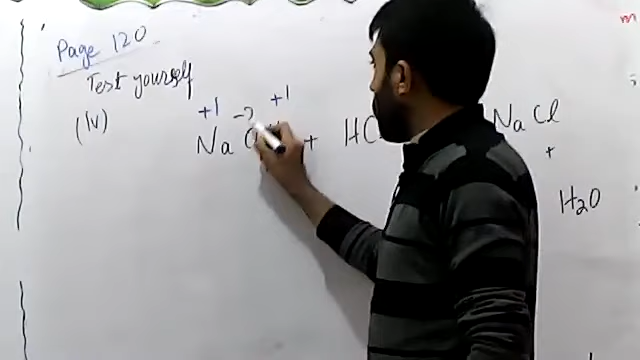 Page 120
Test yourself
+1 -2 +1
(iv) Na O + HC NaCl
+
H2O
m